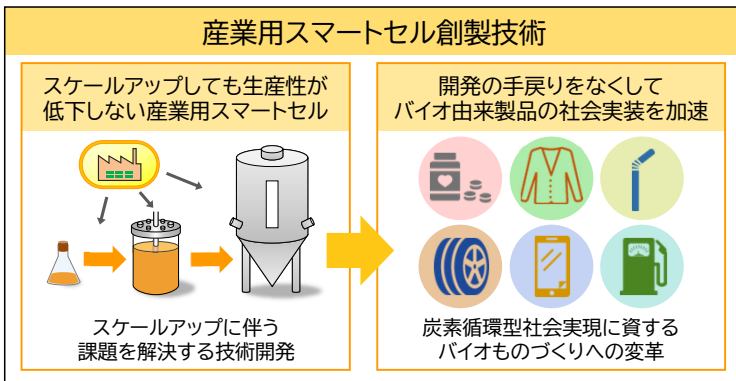 産業用スマートセル創製技術
スケールアップしても生産性が
低下しない産業用スマートセル
スケールアップに伴う
課題を解決する技術開発
開発の手戻りをなくして
バイオ由来製品の社会実装を加速
炭素循環型社会実現に資する
バイオものづくりへの変革